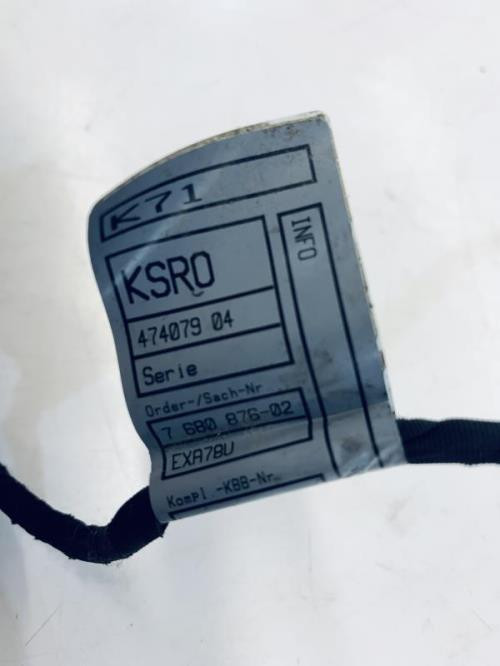 K71
KSRO
INFO
474079 04
Serie
Order-/Sach-Nr
7 680 876-02
EXA78U
Kompl.-KBB-Nr.